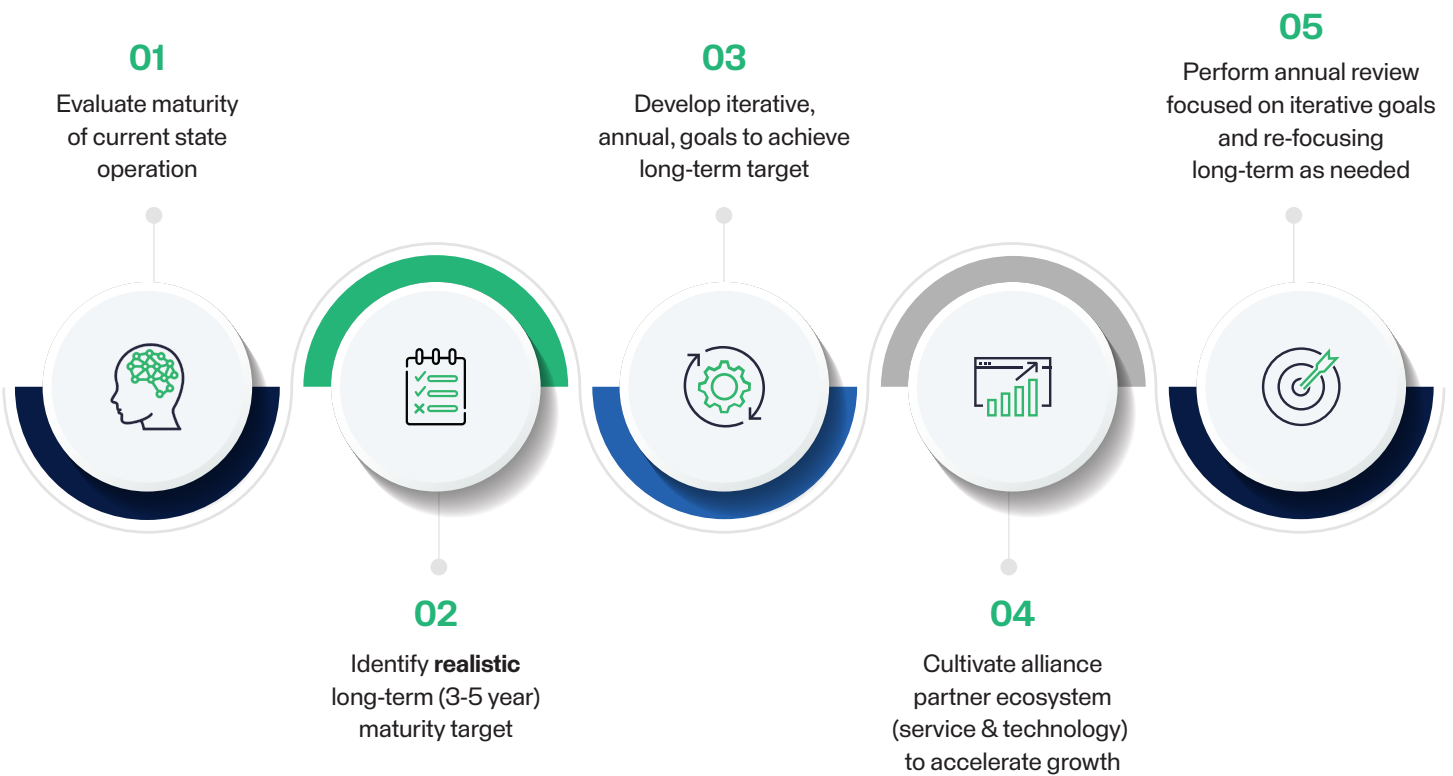 01
Evaluate maturity
of current state
operation
02
Identify realistic
long-term (3-5 year)
maturity target
03
Develop iterative,
annual, goals to achieve
long-term target
04
Cultivate alliance
partner ecosystem
(service & technology)
to accelerate growth
05
Perform annual review
focused on iterative goals
and re-focusing
long-term as needed